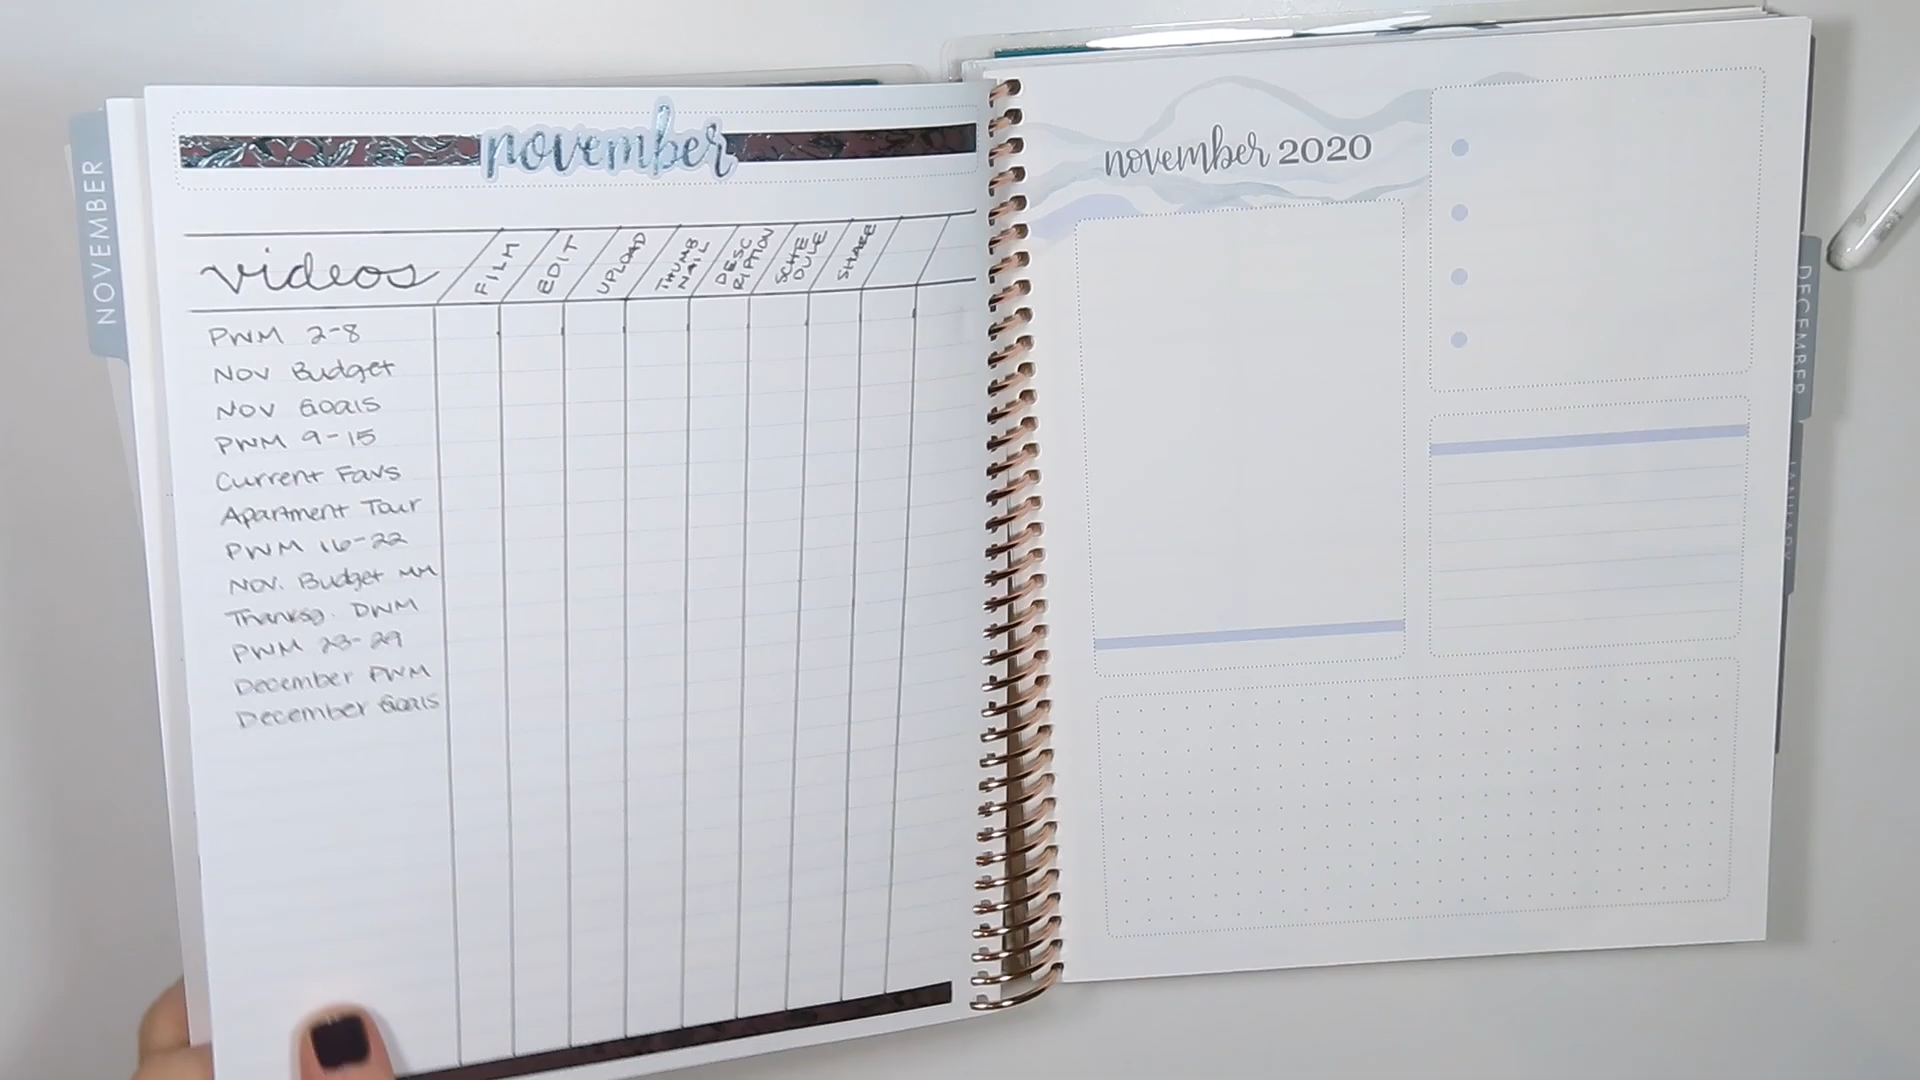 NOVEMBER
november
videos
FILM
EDIT
UPLOAD
THUMB
NAIL
DESC
RIPTION
SCHE
DULE
SHARE
PWM 2-8
Nov Budget
Nov Goals
PWM 9-15
Current Favs
Apartment Tour
PWM 16-22
Nov. Budget MM
Thanksg. DWM
PWM 23-29
December PWM
December Goals
november 2020
DECEMBER
JANUARY